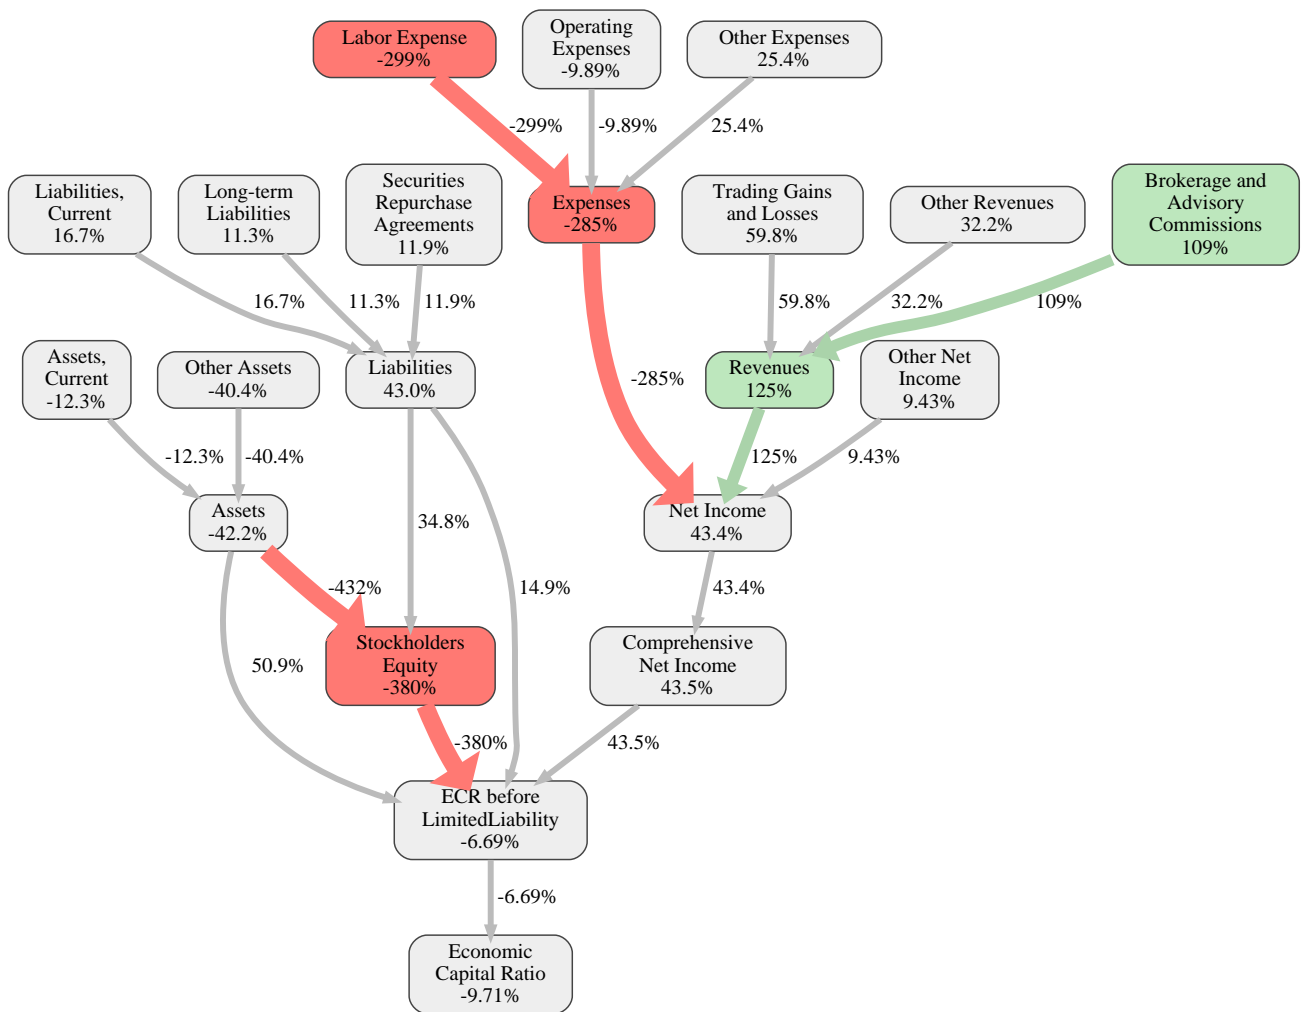 Labor Expense
-299%
Operating
Expenses
-9.89%
Other Expenses
25.4%
-299%
-9.89%
25.4%
Liabilities,
Current
16.7%
Long-term
Liabilities
11.3%
Securities
Repurchase
Agreements
11.9%
Expenses
-285%
Trading Gains
and Losses
59.8%
Other Revenues
32.2%
Brokerage and
Advisory
Commissions
109%
16.7%
11.3%
11.9%
59.8%
32.2%
109%
Assets,
Current
-12.3%
Other Assets
-40.4%
Liabilities
43.0%
-285%
Revenues
125%
Other Net
Income
9.43%
-12.3%
-40.4%
125%
9.43%
Assets
-42.2%
34.8%
Net Income
43.4%
-432%
14.9%
43.4%
50.9%
Stockholders
Equity
-380%
Comprehensive
Net Income
43.5%
-380%
43.5%
ECR before
LimitedLiability
-6.69%
-6.69%
Economic
Capital Ratio
-9.71%